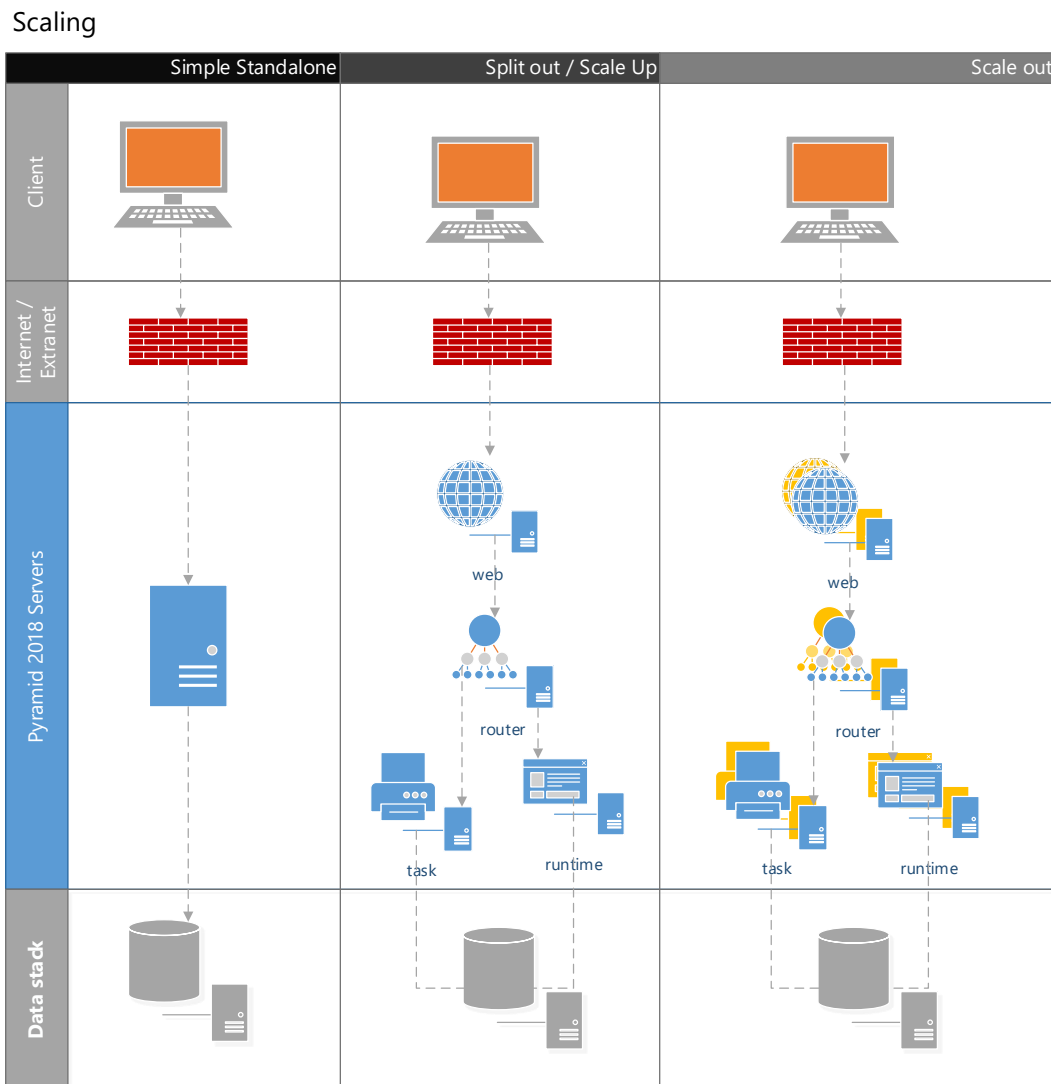 Scaling
Simple Standalone
Split out / Scale Up
Scale out
Client
Internet /
Extranet
Pyramid 2018 Servers
web
web
router
router
task
runtime
task
runtime
Data stack